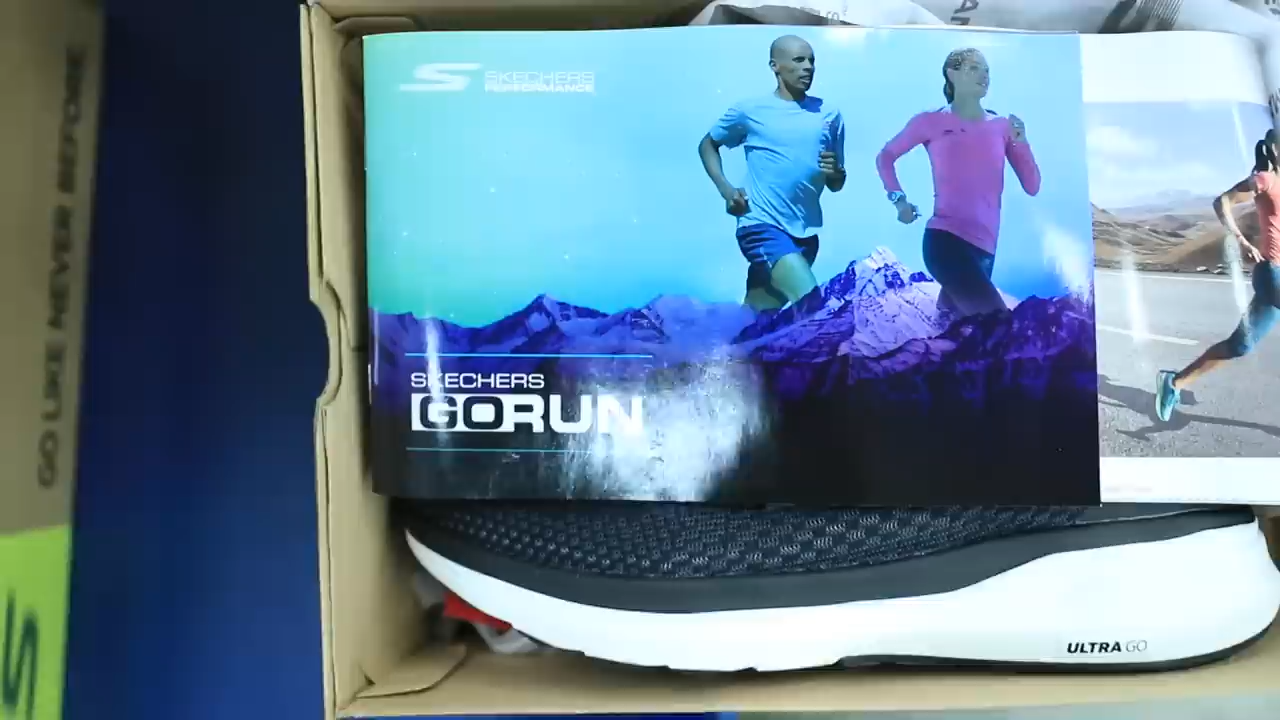 GO LIKE NEVER BEFORE
S
SKECHERS
PERFORMANCE
SKECHERS
GORUN
ULTRA GO